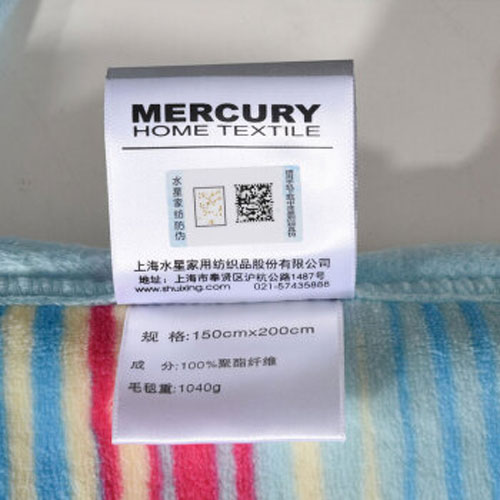 MERCURY
HOME TEXTILE
水星家纺防伪
上海水星家用纺织品股份有限公司
地址：上海市奉贤区沪杭公路1487号
www.shuixing.com 021-57435888
规 格:150cmx200cm
成 分:100%聚酯纤维
毛毯重:1040g